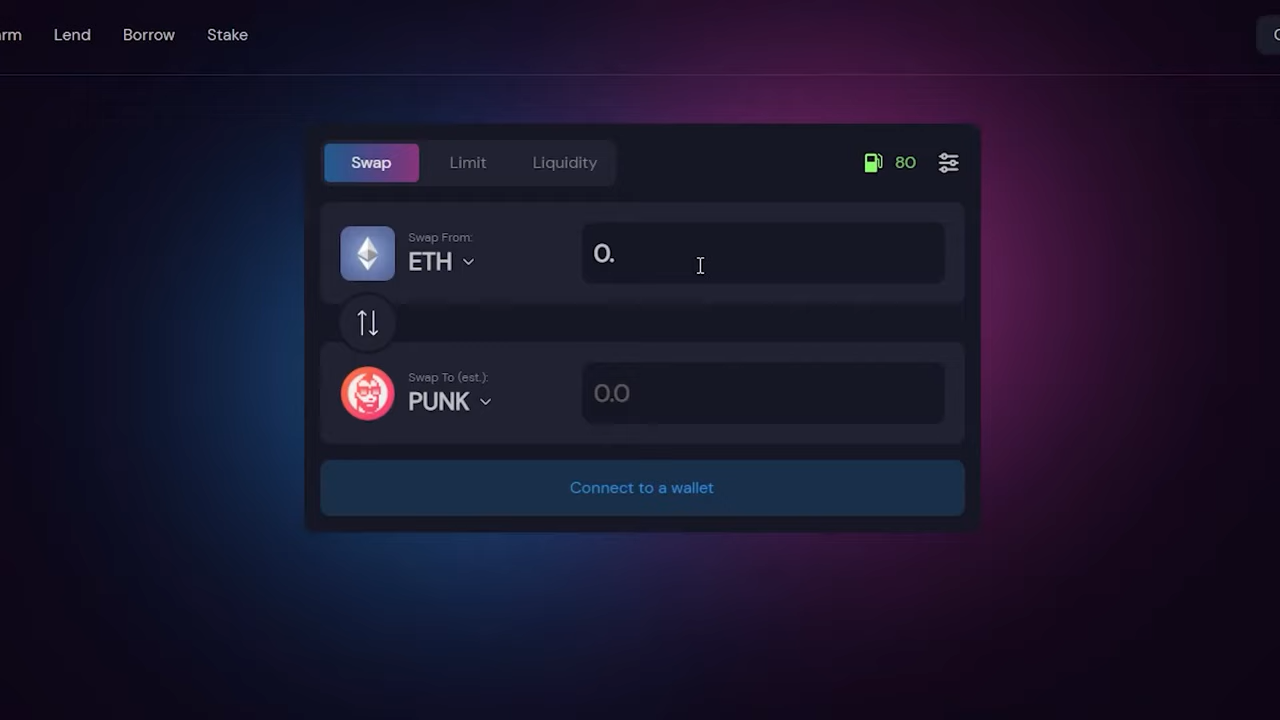 Lend Borrow Stake
Swap Limit Liquidity 80
Swap From:
ETH
0.
Swap To (est.):
PUNK
0.0
Connect to a wallet